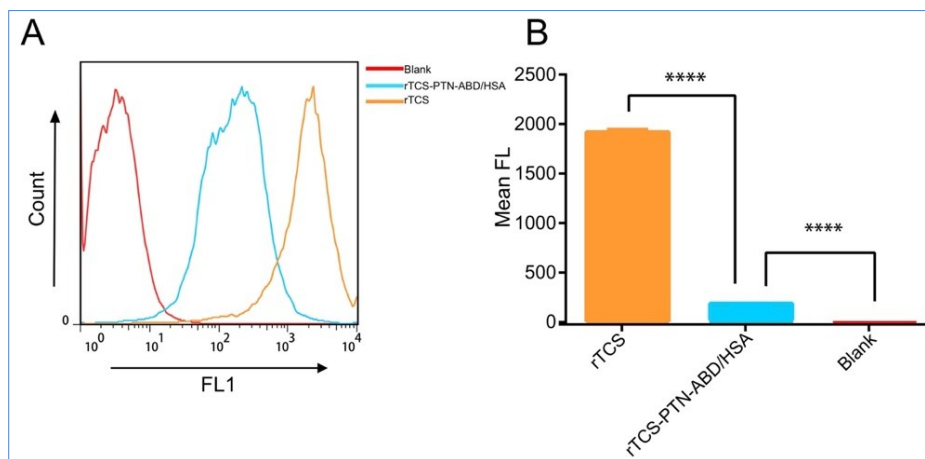 A
Count
0
10^0
10^1
10^2
10^3
10^4
FL1
Blank
rTCS-PTN-ABD/HSA
rTCS
B
Mean FL
2500
2000
1500
1000
500
0
****
****
rTCS
rTCS-PTN-ABD/HSA
Blank